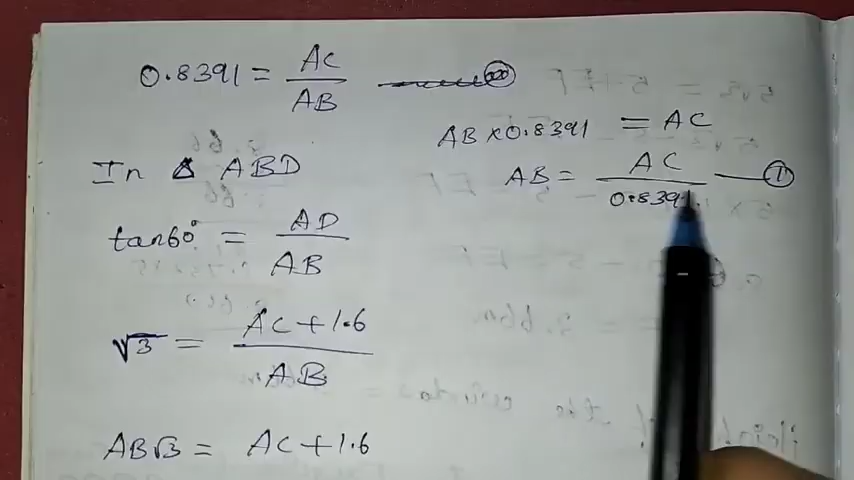 0.8391 = AC / AB
AB × 0.8391 = AC
AB = AC / 0.8391 —— ①
In Δ ABD
tan60° = AD / AB
√3 = AC + 1.6 / AB
AB√3 = AC + 1.6